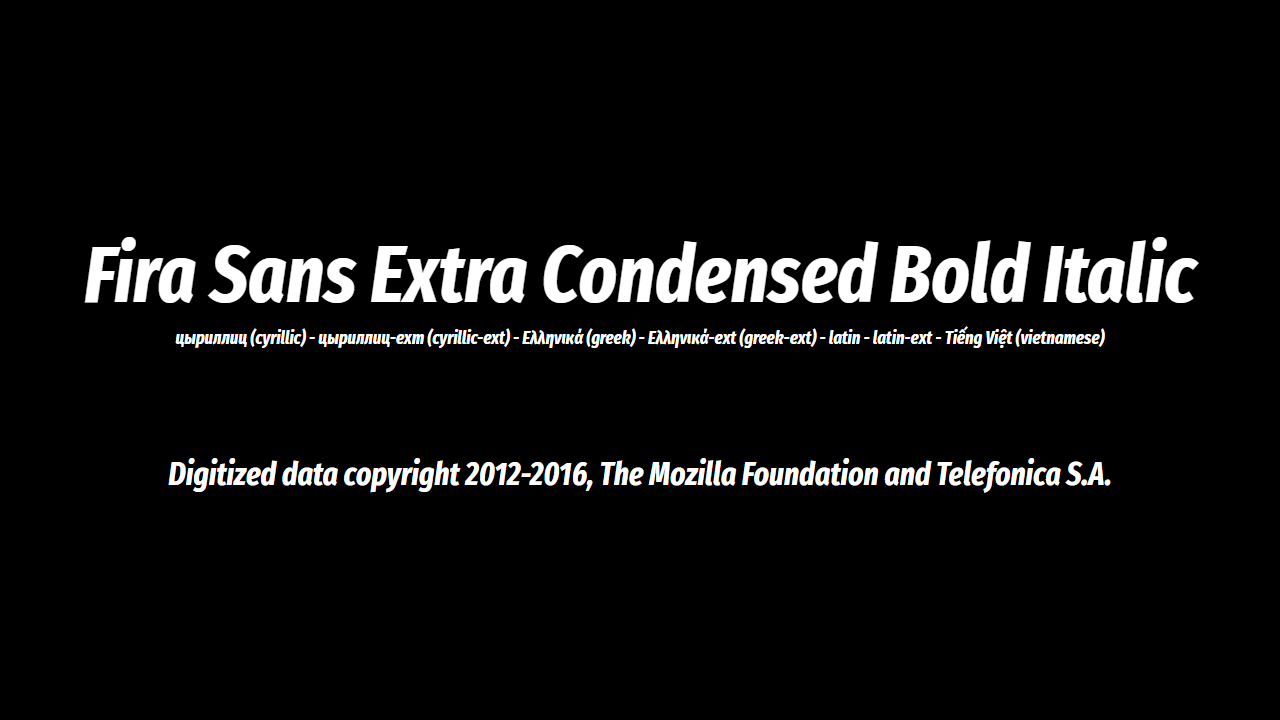 Fira Sans Extra Condensed Bold Italic
цыриллиц (cyrillic) - цыриллиц-ext (cyrillic-ext) - Ελληνικά (greek) - Ελληνικά-ext (greek-ext) - latin - latin-ext - Tiếng Việt (vietnamese)
Digitized data copyright 2012-2016, The Mozilla Foundation and Telefonica S.A.